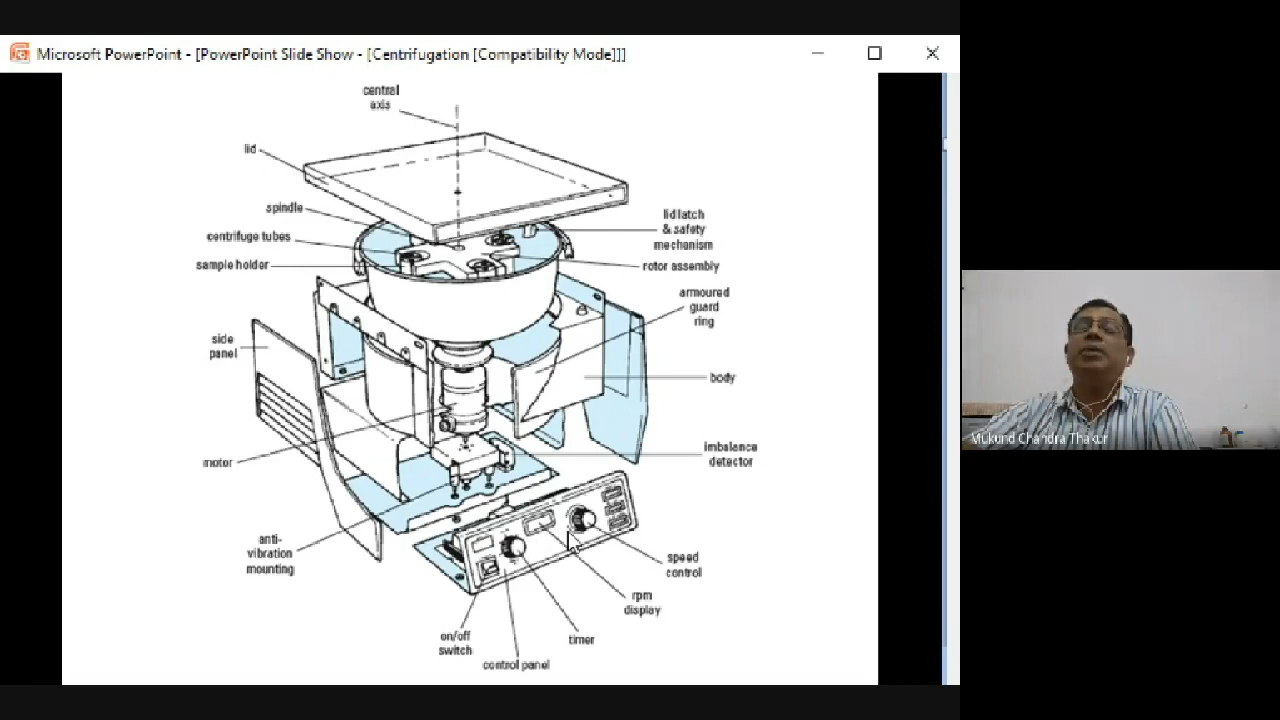 Microsoft PowerPoint - [PowerPoint Slide Show - [Centrifugation [Compatibility Mode]]]
central
axis
lid
spindle
centrifuge tubes
sample holder
lid latch
& safety
mechanism
rotor assembly
armoured
guard
ring
side
panel
body
imbalance
detector
motor
anti-
vibration
mounting
speed
control
rpm
display
timer
on/off
switch
control panel
Mukund Chandra Thakur